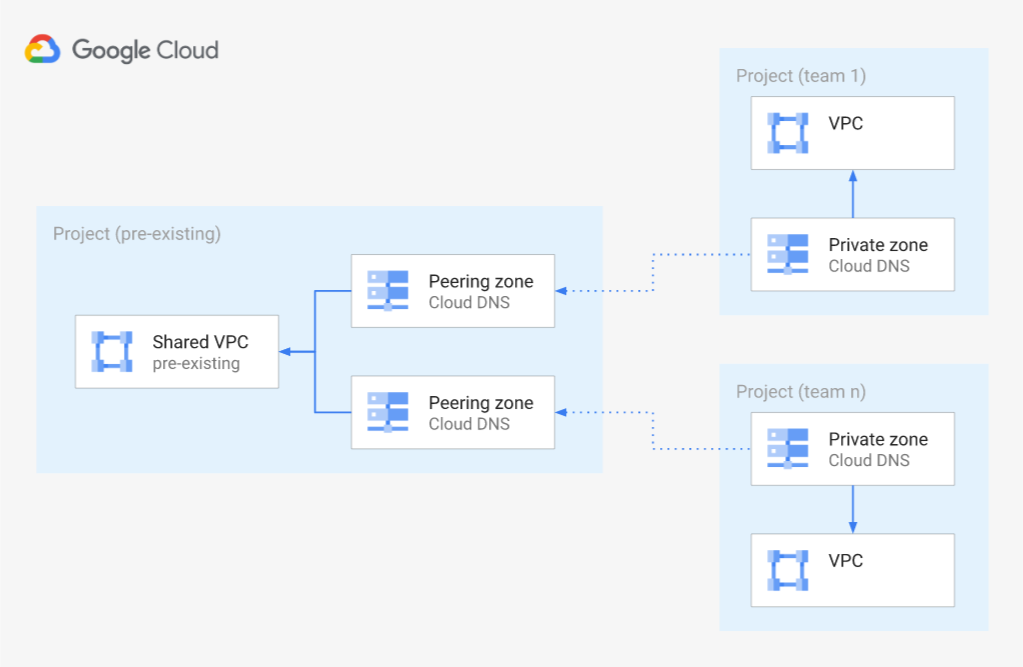 Google Cloud
Project (team 1)
VPC
Private zone
Cloud DNS
Project (pre-existing)
Peering zone
Cloud DNS
Shared VPC
pre-existing
Peering zone
Cloud DNS
Project (team n)
Private zone
Cloud DNS
VPC